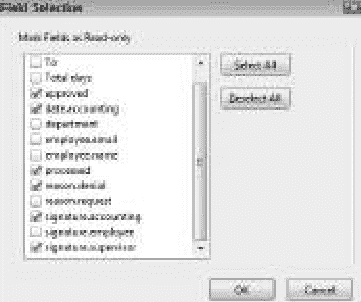 Field Selection
Mark Fields as Read-only
To
Total days
approved
date.accounting
department
employee.email
employee.name
processed
reason.denial
reason.request
signature.accounting
signature.employee
signature.supervisor
Select All
Deselect All
OK
Cancel